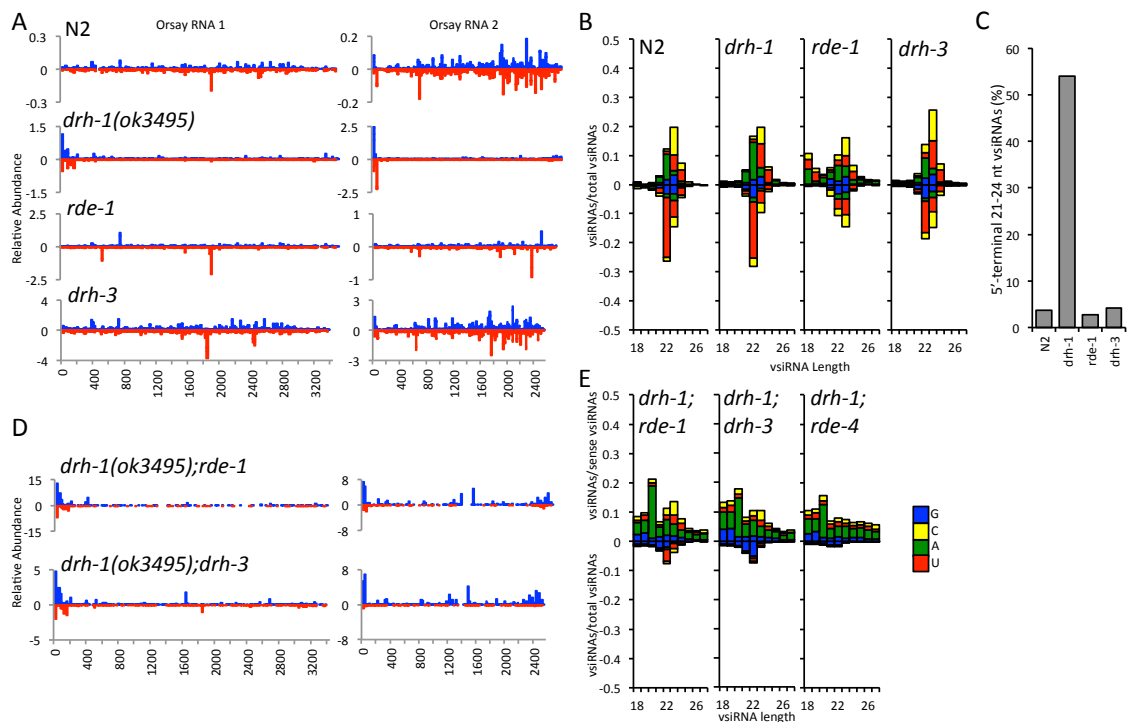 A
N2
Orsay RNA 1
Orsay RNA 2
0.3
0
-0.3
0.2
0
-0.2
drh-1(ok3495)
1.5
0
-1.5
2.5
0
-2.5
rde-1
2.5
0
-2.5
1
0
-1
drh-3
4
0
-4
3
0
-3
Relative Abundance
0 400 800 1200 1600 2000 2400 2800 3200
0 400 800 1200 1600 2000 2400
B
N2 drh-1 rde-1 drh-3
0.5
0.4
0.3
0.2
0.1
0
-0.1
-0.2
-0.3
-0.4
-0.5
vsiRNAs/total vsiRNAs
18 22 26 22 26 22 26 22 26
vsiRNA Length
C
60
50
40
30
20
10
0
5′-terminal 21-24 nt vsiRNAs (%)
N2
drh-1
rde-1
drh-3
D
drh-1(ok3495);rde-1
15
0
-15
8
0
-8
drh-1(ok3495);drh-3
5
0
-5
8
0
-8
Relative Abundance
0 400 800 1200 1600 2000 2400 2800 3200
0 400 800 1200 1600 2000 2400
E
drh-1; drh-1; drh-1;
rde-1 drh-3 rde-4
0.5
0.4
0.3
0.2
0.1
0
-0.1
-0.2
-0.3
-0.4
-0.5
vsiRNAs/total vsiRNAs
vsiRNAs/sense vsiRNAs
18 22 26 18 22 26 18 22 26
vsiRNA length
G
C
A
U